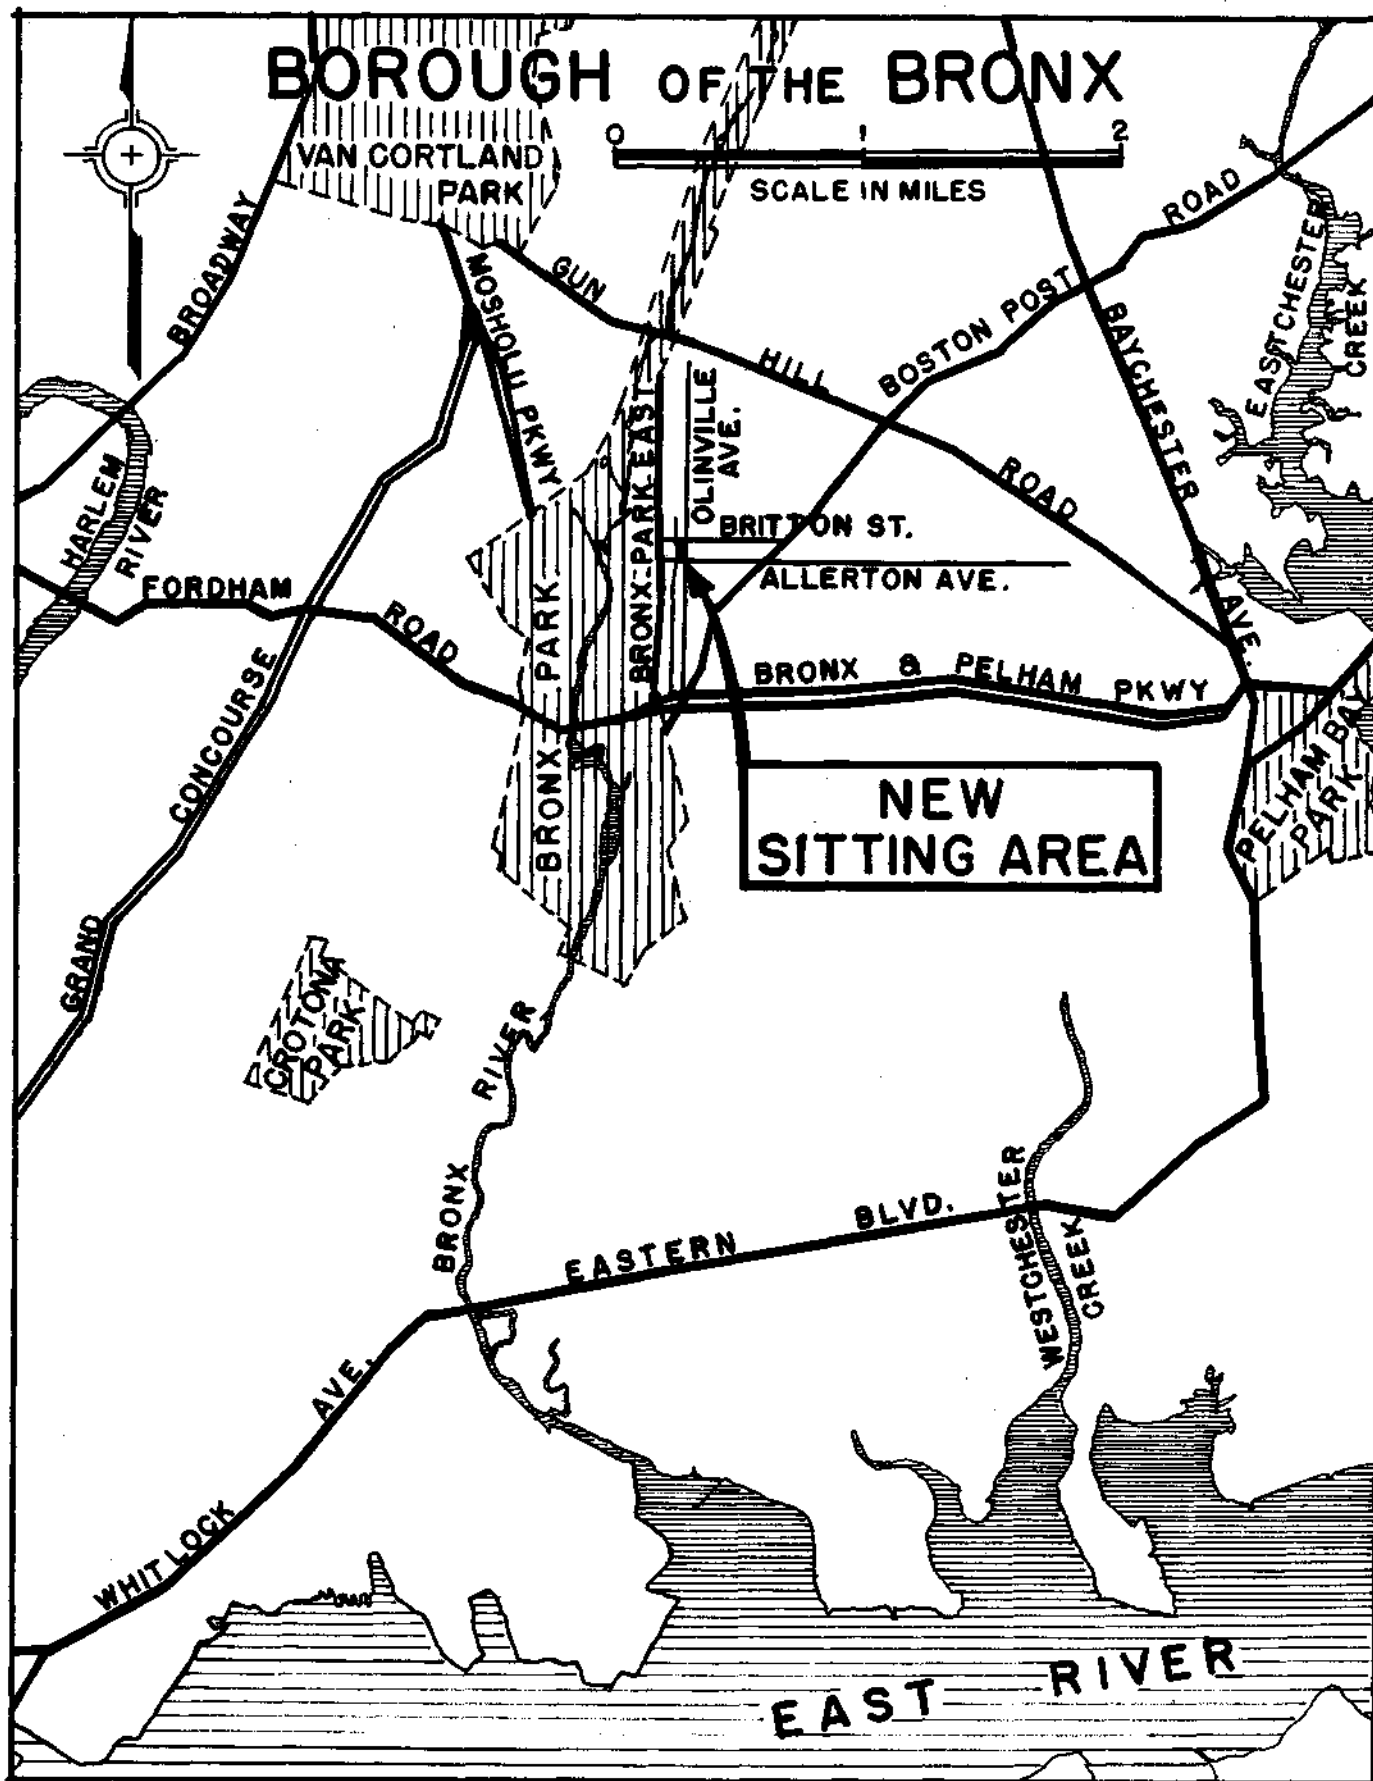 BOROUGH OF THE BRONX
0 1 2
SCALE IN MILES
VAN CORTLAND
PARK
BROADWAY
MOSHOLU PKWY
GUN HILL ROAD
BOSTON POST ROAD
BAYCHESTER AVE.
EASTCHESTER
CREEK
HARLEM
RIVER
OLINVILLE
AVE.
BRONX PARK EAST
BRITTON ST.
ALLERTON AVE.
FORDHAM ROAD
BRONX PARK
BRONX & PELHAM PKWY
GRAND CONCOURSE
NEW
SITTING AREA
PELHAM BAY
PARK
CROTONA
PARK
BRONX RIVER
EASTERN BLVD.
WESTCHESTER
CREEK
WHITLOCK AVE.
EAST RIVER